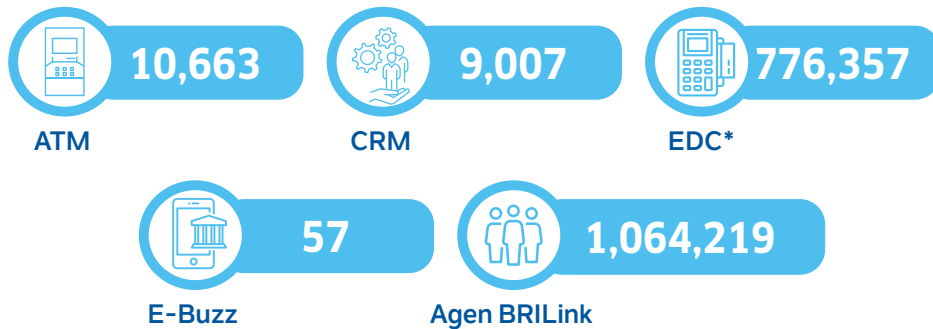 10,663
9,007
776,357
ATM
CRM
EDC*
57
1,064,219
E-Buzz
Agen BRILink